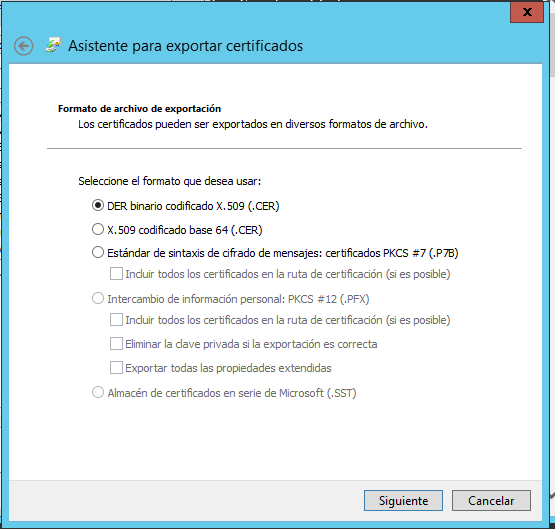 x
Asistente para exportar certificados
Formato de archivo de exportación
Los certificados pueden ser exportados en diversos formatos de archivo.
Seleccione el formato que desea usar:
DER binario codificado X.509 (.CER)
X.509 codificado base 64 (.CER)
Estándar de sintaxis de cifrado de mensajes: certificados PKCS #7 (.P7B)
Incluir todos los certificados en la ruta de certificación (si es posible)
Intercambio de información personal: PKCS #12 (.PFX)
Incluir todos los certificados en la ruta de certificación (si es posible)
Eliminar la clave privada si la exportación es correcta
Exportar todas las propiedades extendidas
Almacén de certificados en serie de Microsoft (.SST)
Siguiente Cancelar